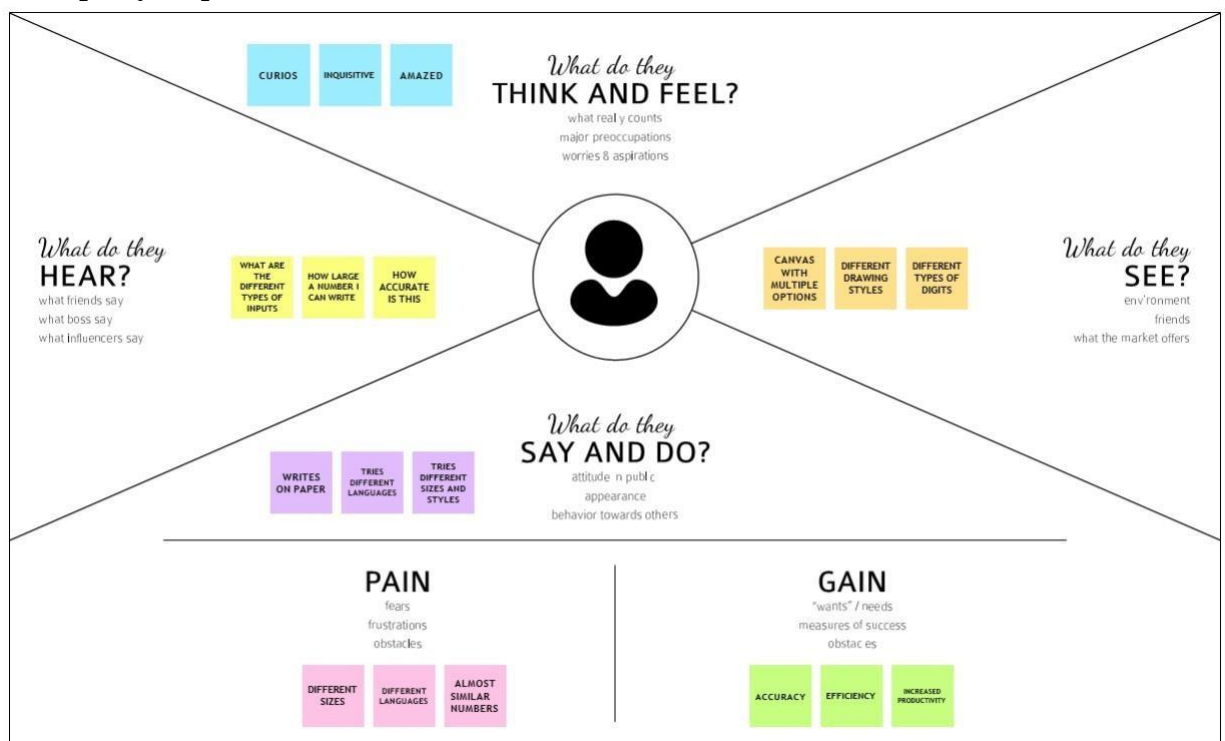 CURIOS
INQUISITIVE
AMAZED
What do they
THINK AND FEEL?
what real y counts
major preoccupations
worries & aspirations
What do they
HEAR?
what friends say
what boss say
what influencers say
WHAT ARE
THE
DIFFERENT
TYPES OF
INPUTS
HOW LARGE
A NUMBER I
CAN WRITE
HOW
ACCURATE
IS THIS
CANVAS
WITH
MULTIPLE
OPTIONS
DIFFERENT
DRAWING
STYLES
DIFFERENT
TYPES OF
DIGITS
What do they
SEE?
env'ronment
friends
what the market offers
What do they
SAY AND DO?
attitude n publ c
appearance
behavior towards others
WRITES
ON PAPER
TRIES
DIFFERENT
LANGUAGES
TRIES
DIFFERENT
SIZES AND
STYLES
PAIN
fears
frustrations
obstacles
DIFFERENT
SIZES
DIFFERENT
LANGUAGES
ALMOST
SIMILAR
NUMBERS
GAIN
"wants" / needs
measures of success
obstac es
ACCURACY
EFFICIENCY
INCREASED
PRODUCTIVITY